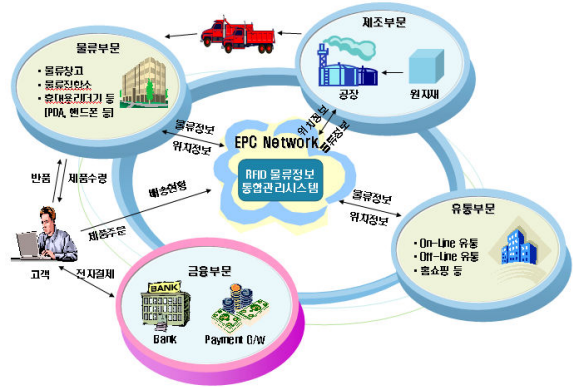 제조부문
공장
원자재
물류부문
• 물류창고
• 물류집합소
• 휴대용리더기 등
[PDA, 핸드폰 등]
물류정보
위치정보
위치정보
물류정보
EPC Network
RFID 물류정보
통합관리시스템
반품
제품수령
배송현황
물류정보
위치정보
유통부문
• On-Line 유통
• Off-Line 유통
• 홈쇼핑 등
제품주문
고객
전자결제
금융부문
BANK
Bank
Payment G/W